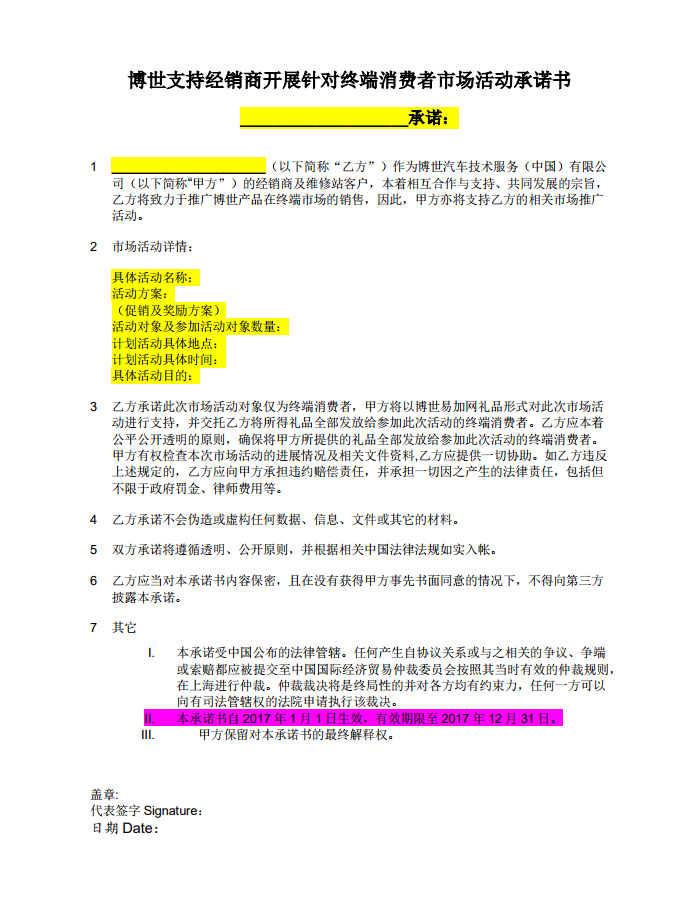 博世支持经销商开展针对终端消费者市场活动承诺书
____________________承诺：
1 ______________________（以下简称“乙方”）作为博世汽车技术服务（中国）有限公
司（以下简称“甲方”）的经销商及维修站客户，本着相互合作与支持、共同发展的宗旨，
乙方将致力于推广博世产品在终端市场的销售，因此，甲方亦将支持乙方的相关市场推广
活动。
2 市场活动详情：
具体活动名称：
活动方案：
（促销及奖励方案）
活动对象及参加活动对象数量：
计划活动具体地点：
计划活动具体时间：
具体活动目的：
3 乙方承诺此次市场活动对象仅为终端消费者，甲方将以博世易加网礼品形式对此次市场活
动进行支持，并交托乙方将所得礼品全部发放给参加此次活动的终端消费者。乙方应本着
公平公开透明的原则，确保将甲方所提供的礼品全部发放给参加此次活动的终端消费者。
甲方有权检查本次市场活动的进展情况及相关文件资料,乙方应提供一切协助。如乙方违反
上述规定的，乙方应向甲方承担违约赔偿责任，并承担一切因之产生的法律责任，包括但
不限于政府罚金、律师费用等。
4 乙方承诺不会伪造或虚构任何数据、信息、文件或其它的材料。
5 双方承诺将遵循透明、公开原则，并根据相关中国法律法规如实入帐。
6 乙方应当对本承诺书内容保密，且在没有获得甲方事先书面同意的情况下，不得向第三方
披露本承诺。
7 其它
I. 本承诺受中国公布的法律管辖。任何产生自协议关系或与之相关的争议、争端
或索赔都应被提交至中国国际经济贸易仲裁委员会按照其当时有效的仲裁规则，
在上海进行仲裁。仲裁裁决将是终局性的并对各方均有约束力，任何一方可以
向有司法管辖权的法院申请执行该裁决。
II. 本承诺书自 2017 年 1 月 1 日生效，有效期限至 2017 年 12 月 31 日。
III. 甲方保留对本承诺书的最终解释权。
盖章:
代表签字 Signature：
日期 Date：